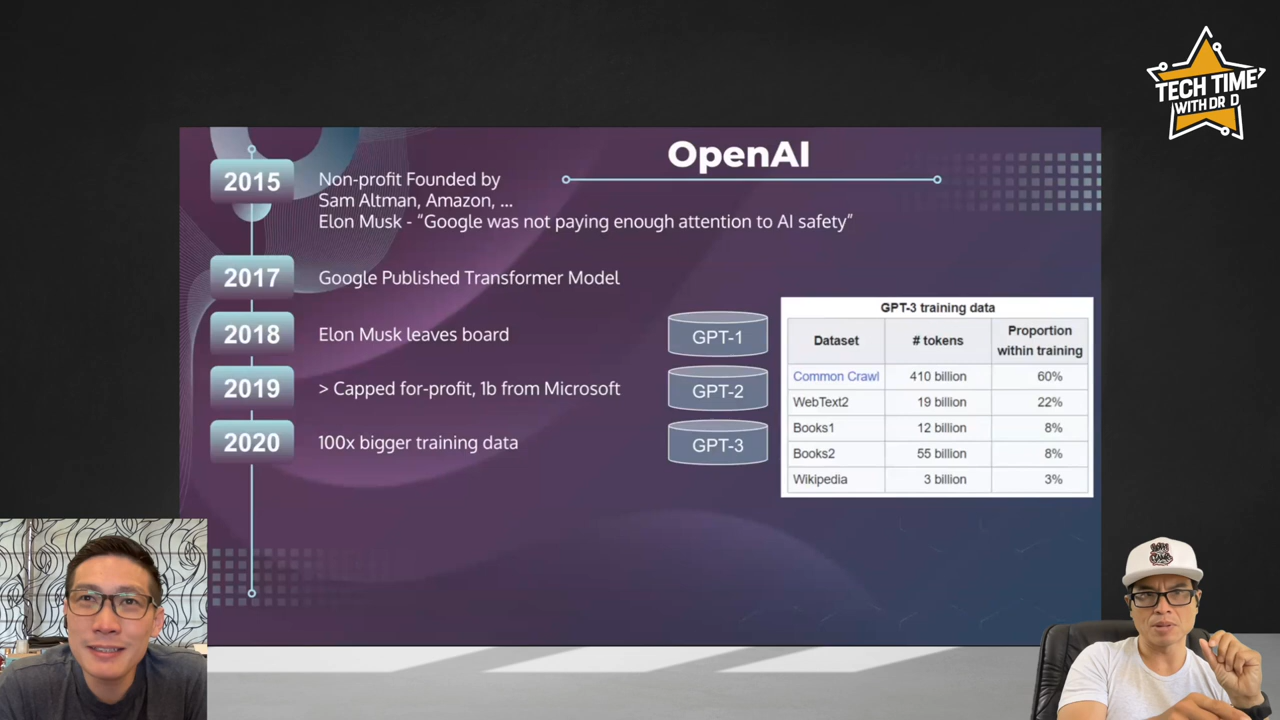 TECH TIME
WITH DR D
OpenAI
2015
Non-profit Founded by
Sam Altman, Amazon, ...
Elon Musk - “Google was not paying enough attention to AI safety”
2017
Google Published Transformer Model
2018
Elon Musk leaves board
GPT-1
2019
> Capped for-profit, 1b from Microsoft
GPT-2
2020
100x bigger training data
GPT-3
GPT-3 training data
Dataset # tokens Proportion within training
Common Crawl 410 billion 60%
WebText2 19 billion 22%
Books1 12 billion 8%
Books2 55 billion 8%
Wikipedia 3 billion 3%